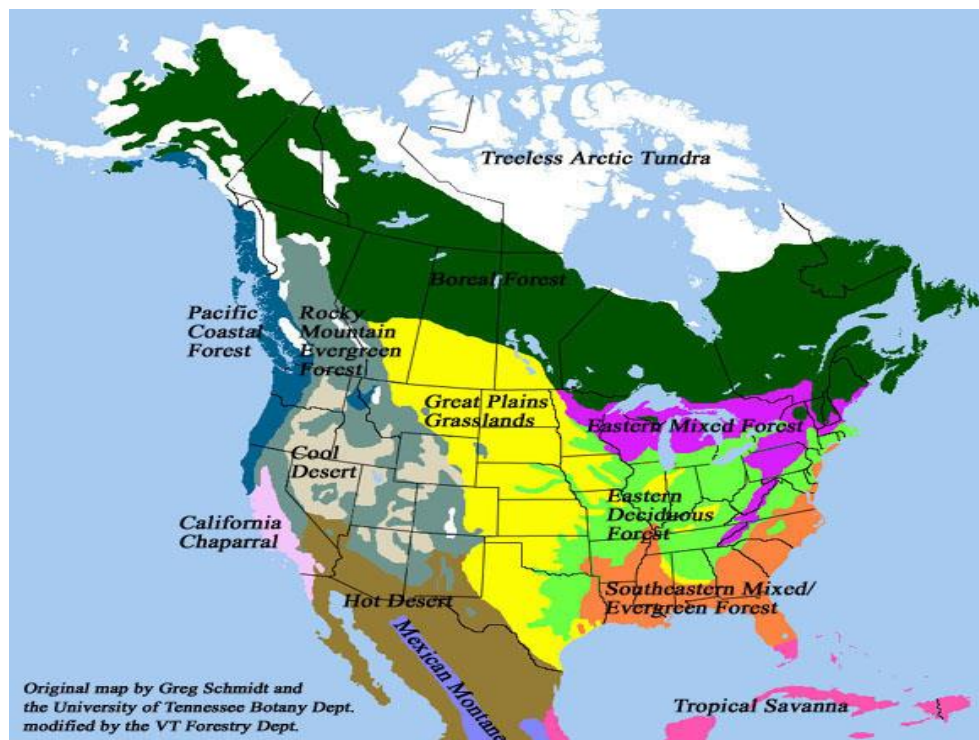 Treeless Arctic Tundra
Boreal Forest
Pacific
Coastal
Forest
Rocky
Mountain
Evergreen
Forest
Great Plains
Grasslands
Eastern Mixed Forest
Cool
Desert
Eastern
Deciduous
Forest
California
Chaparral
Hot Desert
Southeastern Mixed/
Evergreen Forest
Mexican Montane
Tropical Savanna
Original map by Greg Schmidt and
the University of Tennessee Botany Dept.
modified by the VT Forestry Dept.